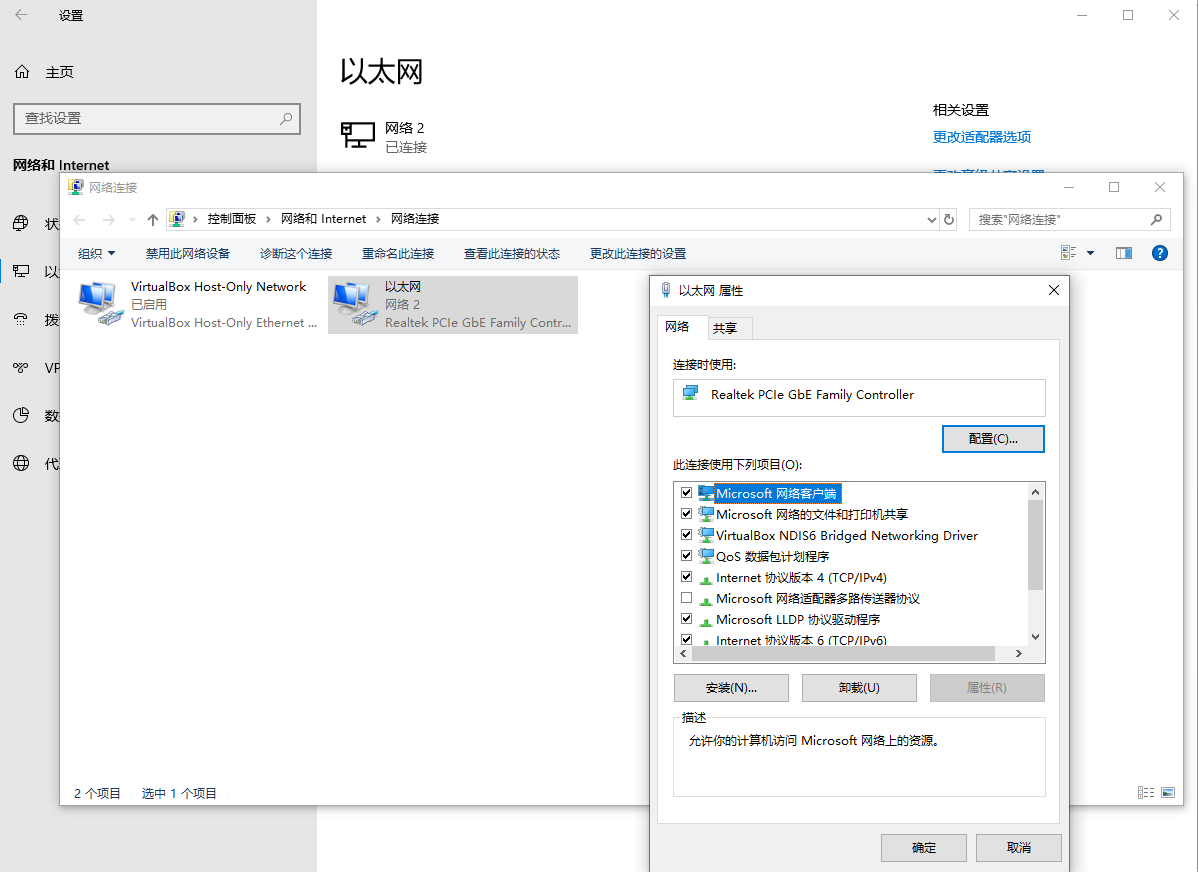 设置
主页
查找设置
网络和 Internet
以太网
网络 2
已连接
相关设置
更改适配器选项
网络连接
控制面板 › 网络和 Internet › 网络连接
搜索"网络连接"
组织
禁用此网络设备
诊断这个连接
重命名此连接
查看此连接的状态
更改此连接的设置
VirtualBox Host-Only Network
已启用
VirtualBox Host-Only Ethernet ...
以太网
网络 2
Realtek PCIe GbE Family Contr...
VP
代
2 个项目
选中 1 个项目
以太网 属性
网络
共享
连接时使用:
Realtek PCIe GbE Family Controller
配置(C)...
此连接使用下列项目(O):
Microsoft 网络客户端
Microsoft 网络的文件和打印机共享
VirtualBox NDIS6 Bridged Networking Driver
QoS 数据包计划程序
Internet 协议版本 4 (TCP/IPv4)
Microsoft 网络适配器多路传送器协议
Microsoft LLDP 协议驱动程序
Internet 协议版本 6 (TCP/IPv6)
安装(N)...
卸载(U)
属性(R)
描述
允许你的计算机访问 Microsoft 网络上的资源。
确定
取消